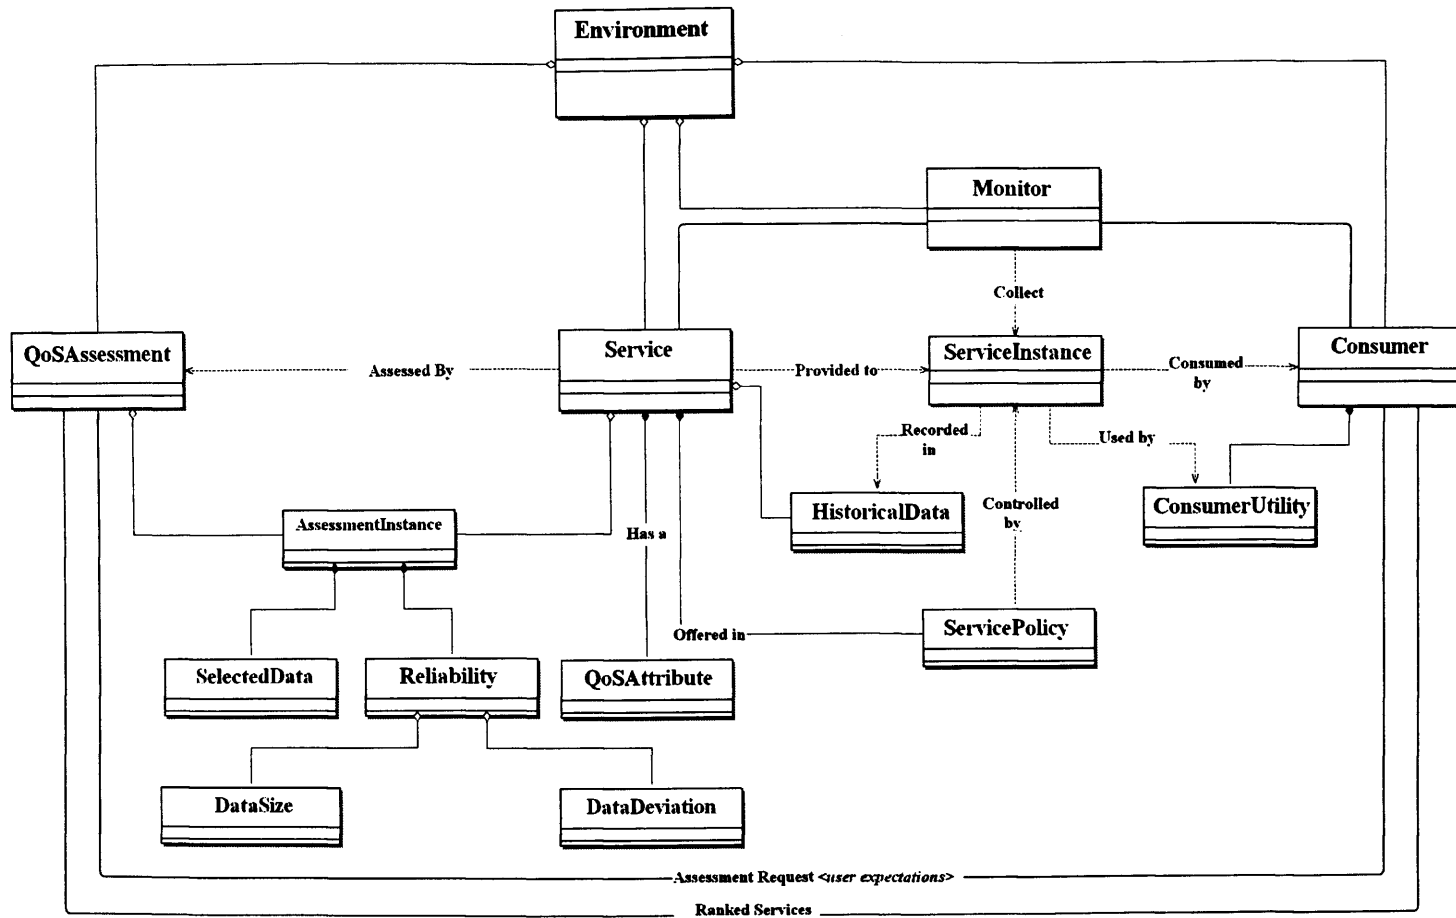 Environment
Monitor
Collect
QoSAssessment
Assessed By
Service
Provided to
ServiceInstance
Consumed
by
Consumer
Recorded
in
Used by
AssessmentInstance
Has a
HistoricalData
Controlled
by
ConsumerUtility
Offered in
ServicePolicy
SelectedData
Reliability
QoSAttribute
DataSize
DataDeviation
Assessment Request <user expectations>
Ranked Services